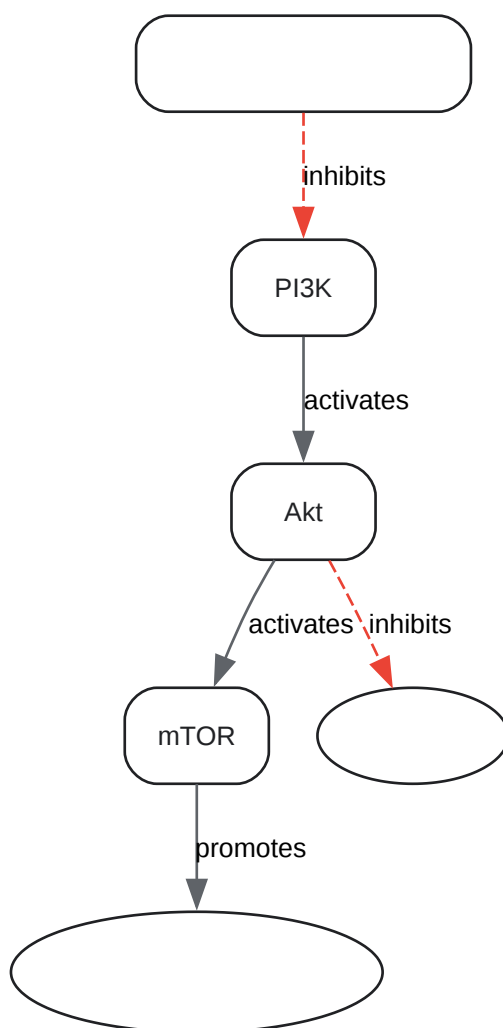 inhibits
PI3K
activates
Akt
activates
inhibits
mTOR
promotes